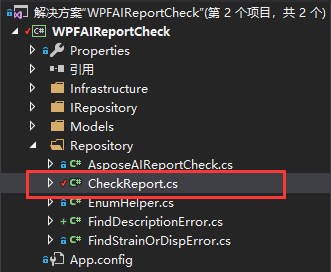 解决方案"WPFAIReportCheck"(第 2 个项目，共 2 个)
WPFAIReportCheck
Properties
引用
Infrastructure
IRepository
Models
Repository
AsposeAIReportCheck.cs
CheckReport.cs
EnumHelper.cs
FindDescriptionError.cs
FindStrainOrDispError.cs
App.config